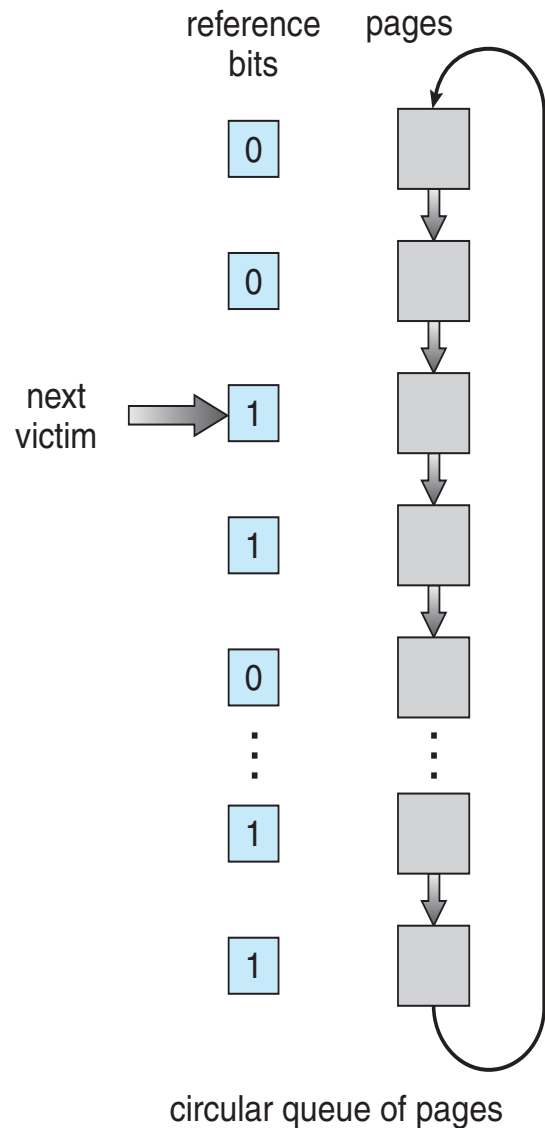 reference pages
bits
0
0
next
victim
1
1
0
1
1
circular queue of pages